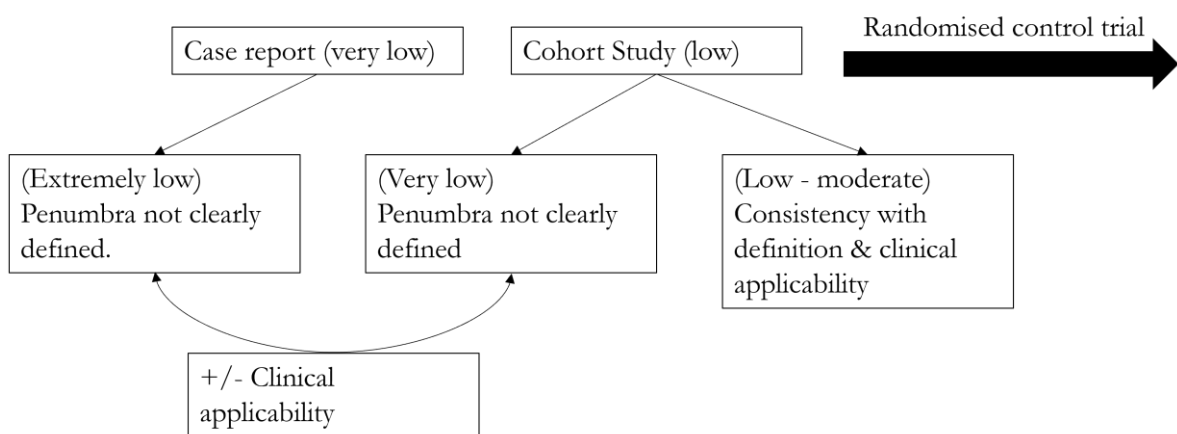 Randomised control trial
Case report (very low)
Cohort Study (low)
(Extremely low)
Penumbra not clearly
defined.
(Very low)
Penumbra not clearly
defined
(Low - moderate)
Consistency with
definition & clinical
applicability
+/- Clinical
applicability